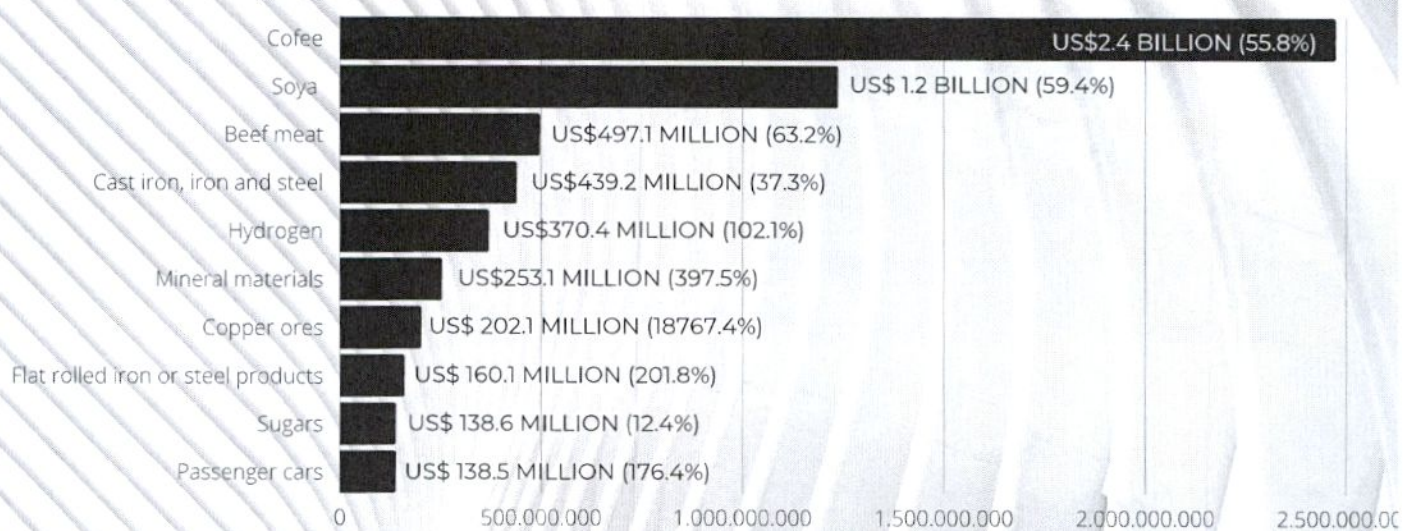 Cofee US$2.4 BILLION (55.8%)
Soya US$ 1.2 BILLION (59.4%)
Beef meat US$497.1 MILLION (63.2%)
Cast iron, iron and steel US$439.2 MILLION (37.3%)
Hydrogen US$370.4 MILLION (102.1%)
Mineral materials US$253.1 MILLION (397.5%)
Copper ores US$ 202.1 MILLION (18767.4%)
Flat rolled iron or steel products US$ 160.1 MILLION (201.8%)
Sugars US$ 138.6 MILLION (12.4%)
Passenger cars US$ 138.5 MILLION (176.4%)
0 500.000.000 1.000.000.000 1.500.000.000 2.000.000.000